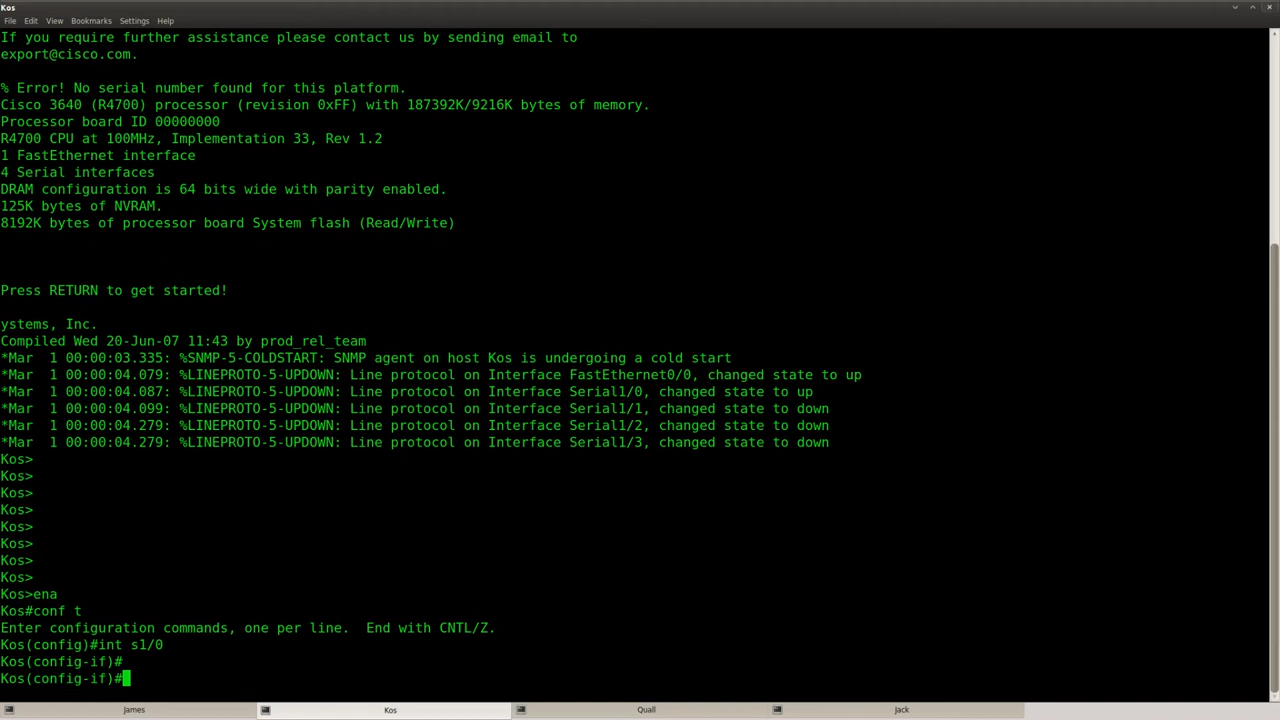 Kos
File Edit View Bookmarks Settings Help
If you require further assistance please contact us by sending email to
export@cisco.com.
% Error! No serial number found for this platform.
Cisco 3640 (R4700) processor (revision 0xFF) with 187392K/9216K bytes of memory.
Processor board ID 00000000
R4700 CPU at 100MHz, Implementation 33, Rev 1.2
1 FastEthernet interface
4 Serial interfaces
DRAM configuration is 64 bits wide with parity enabled.
125K bytes of NVRAM.
8192K bytes of processor board System flash (Read/Write)
Press RETURN to get started!
ystems, Inc.
Compiled Wed 20-Jun-07 11:43 by prod_rel_team
*Mar  1 00:00:03.335: %SNMP-5-COLDSTART: SNMP agent on host Kos is undergoing a cold start
*Mar  1 00:00:04.079: %LINEPROTO-5-UPDOWN: Line protocol on Interface FastEthernet0/0, changed state to up
*Mar  1 00:00:04.087: %LINEPROTO-5-UPDOWN: Line protocol on Interface Serial1/0, changed state to up
*Mar  1 00:00:04.099: %LINEPROTO-5-UPDOWN: Line protocol on Interface Serial1/1, changed state to down
*Mar  1 00:00:04.279: %LINEPROTO-5-UPDOWN: Line protocol on Interface Serial1/2, changed state to down
*Mar  1 00:00:04.279: %LINEPROTO-5-UPDOWN: Line protocol on Interface Serial1/3, changed state to down
Kos>
Kos>
Kos>
Kos>
Kos>
Kos>
Kos>
Kos>
Kos>ena
Kos#conf t
Enter configuration commands, one per line.  End with CNTL/Z.
Kos(config)#int s1/0
Kos(config-if)#
Kos(config-if)#
James Kos Quall Jack